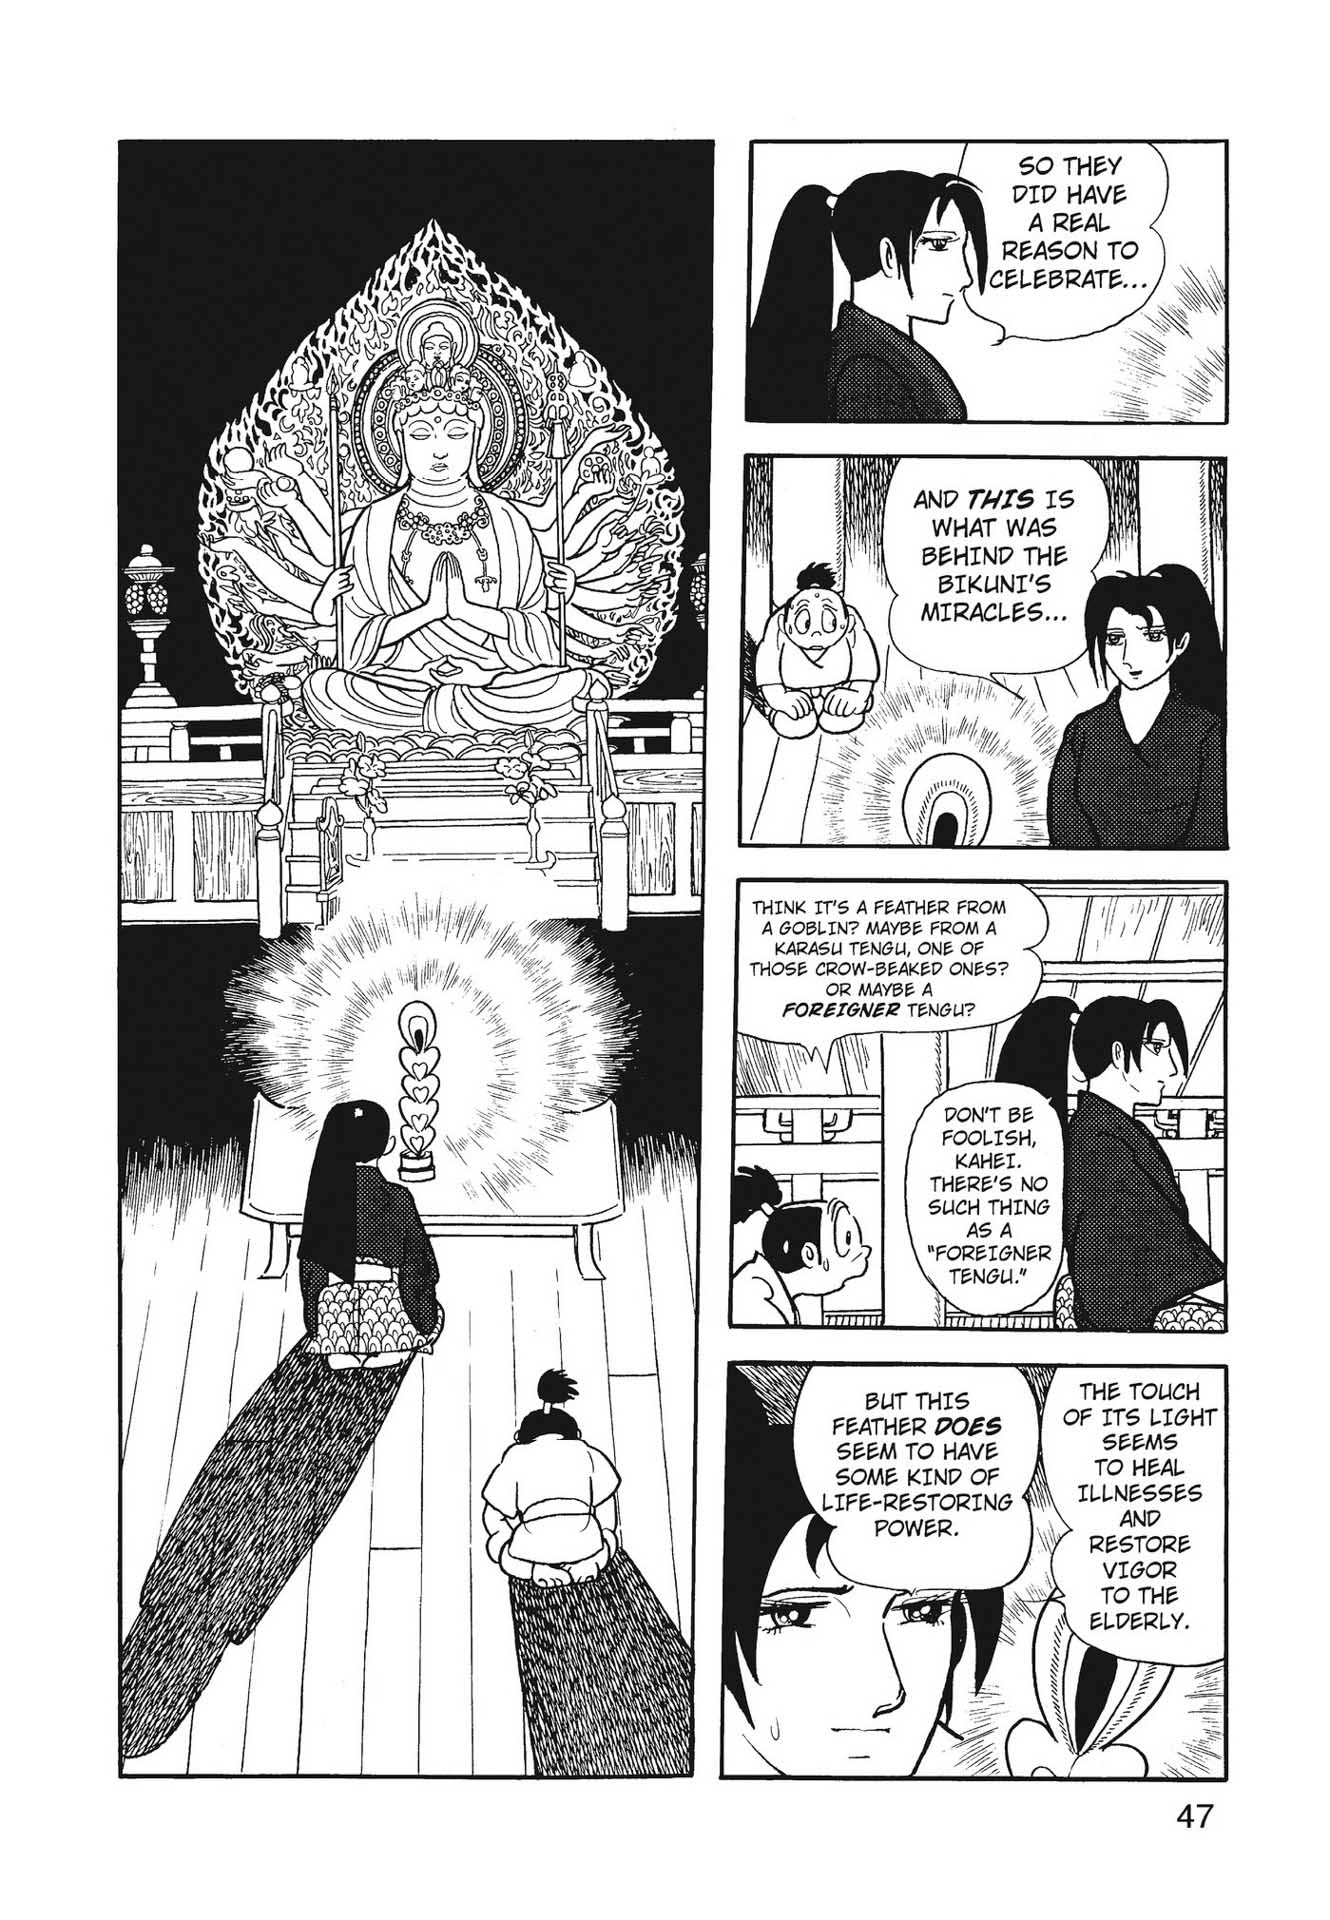 SO THEY
DID HAVE
A REAL
REASON TO
CELEBRATE...
AND THIS IS
WHAT WAS
BEHIND THE
BIKUNI'S
MIRACLES...
THINK IT'S A FEATHER FROM
A GOBLIN? MAYBE FROM A
KARASU TENGU, ONE OF
THOSE CROW-BEAKED ONES?
OR MAYBE A
FOREIGNER TENGU?
DON'T BE
FOOLISH,
KAHEI.
THERE'S NO
SUCH THING
AS A
"FOREIGNER
TENGU."
THE TOUCH
OF ITS LIGHT
SEEMS
TO HEAL
ILLNESSES
AND
RESTORE
VIGOR
TO THE
ELDERLY.
BUT THIS
FEATHER DOES
SEEM TO HAVE
SOME KIND OF
LIFE-RESTORING
POWER.
47